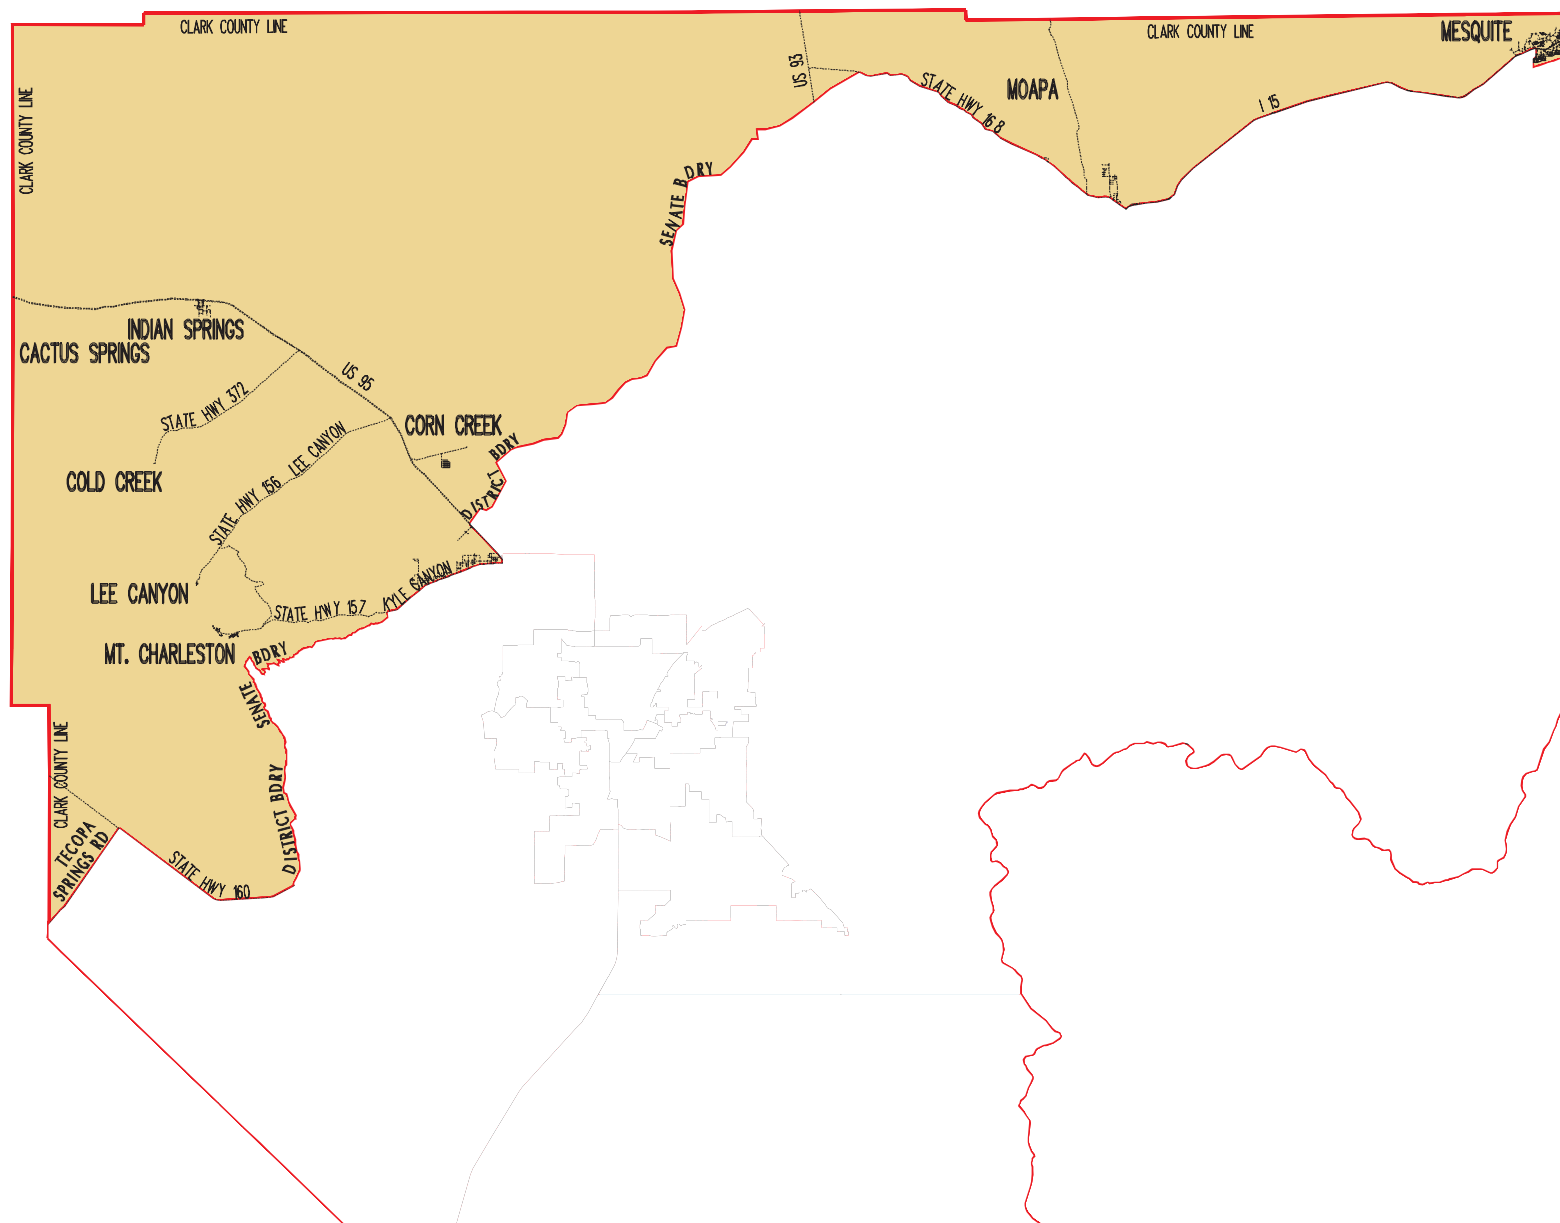 CLARK COUNTY LINE
CLARK COUNTY LINE
MESQUITE
US 93
STATE HWY 168
MOAPA
I 15
CLARK COUNTY LINE
SENATE BDRY
INDIAN SPRINGS
CACTUS SPRINGS
US 95
STATE HWY 372
CORN CREEK
LEE CANYON
DISTRICT BDRY
COLD CREEK
STATE HWY 156
LEE CANYON
STATE HWY 157
KYLE CANYON
MT. CHARLESTON
SENATE BDRY
CLARK COUNTY LINE
DISTRICT BDRY
TECOPA
SPRINGS RD
STATE HWY 160